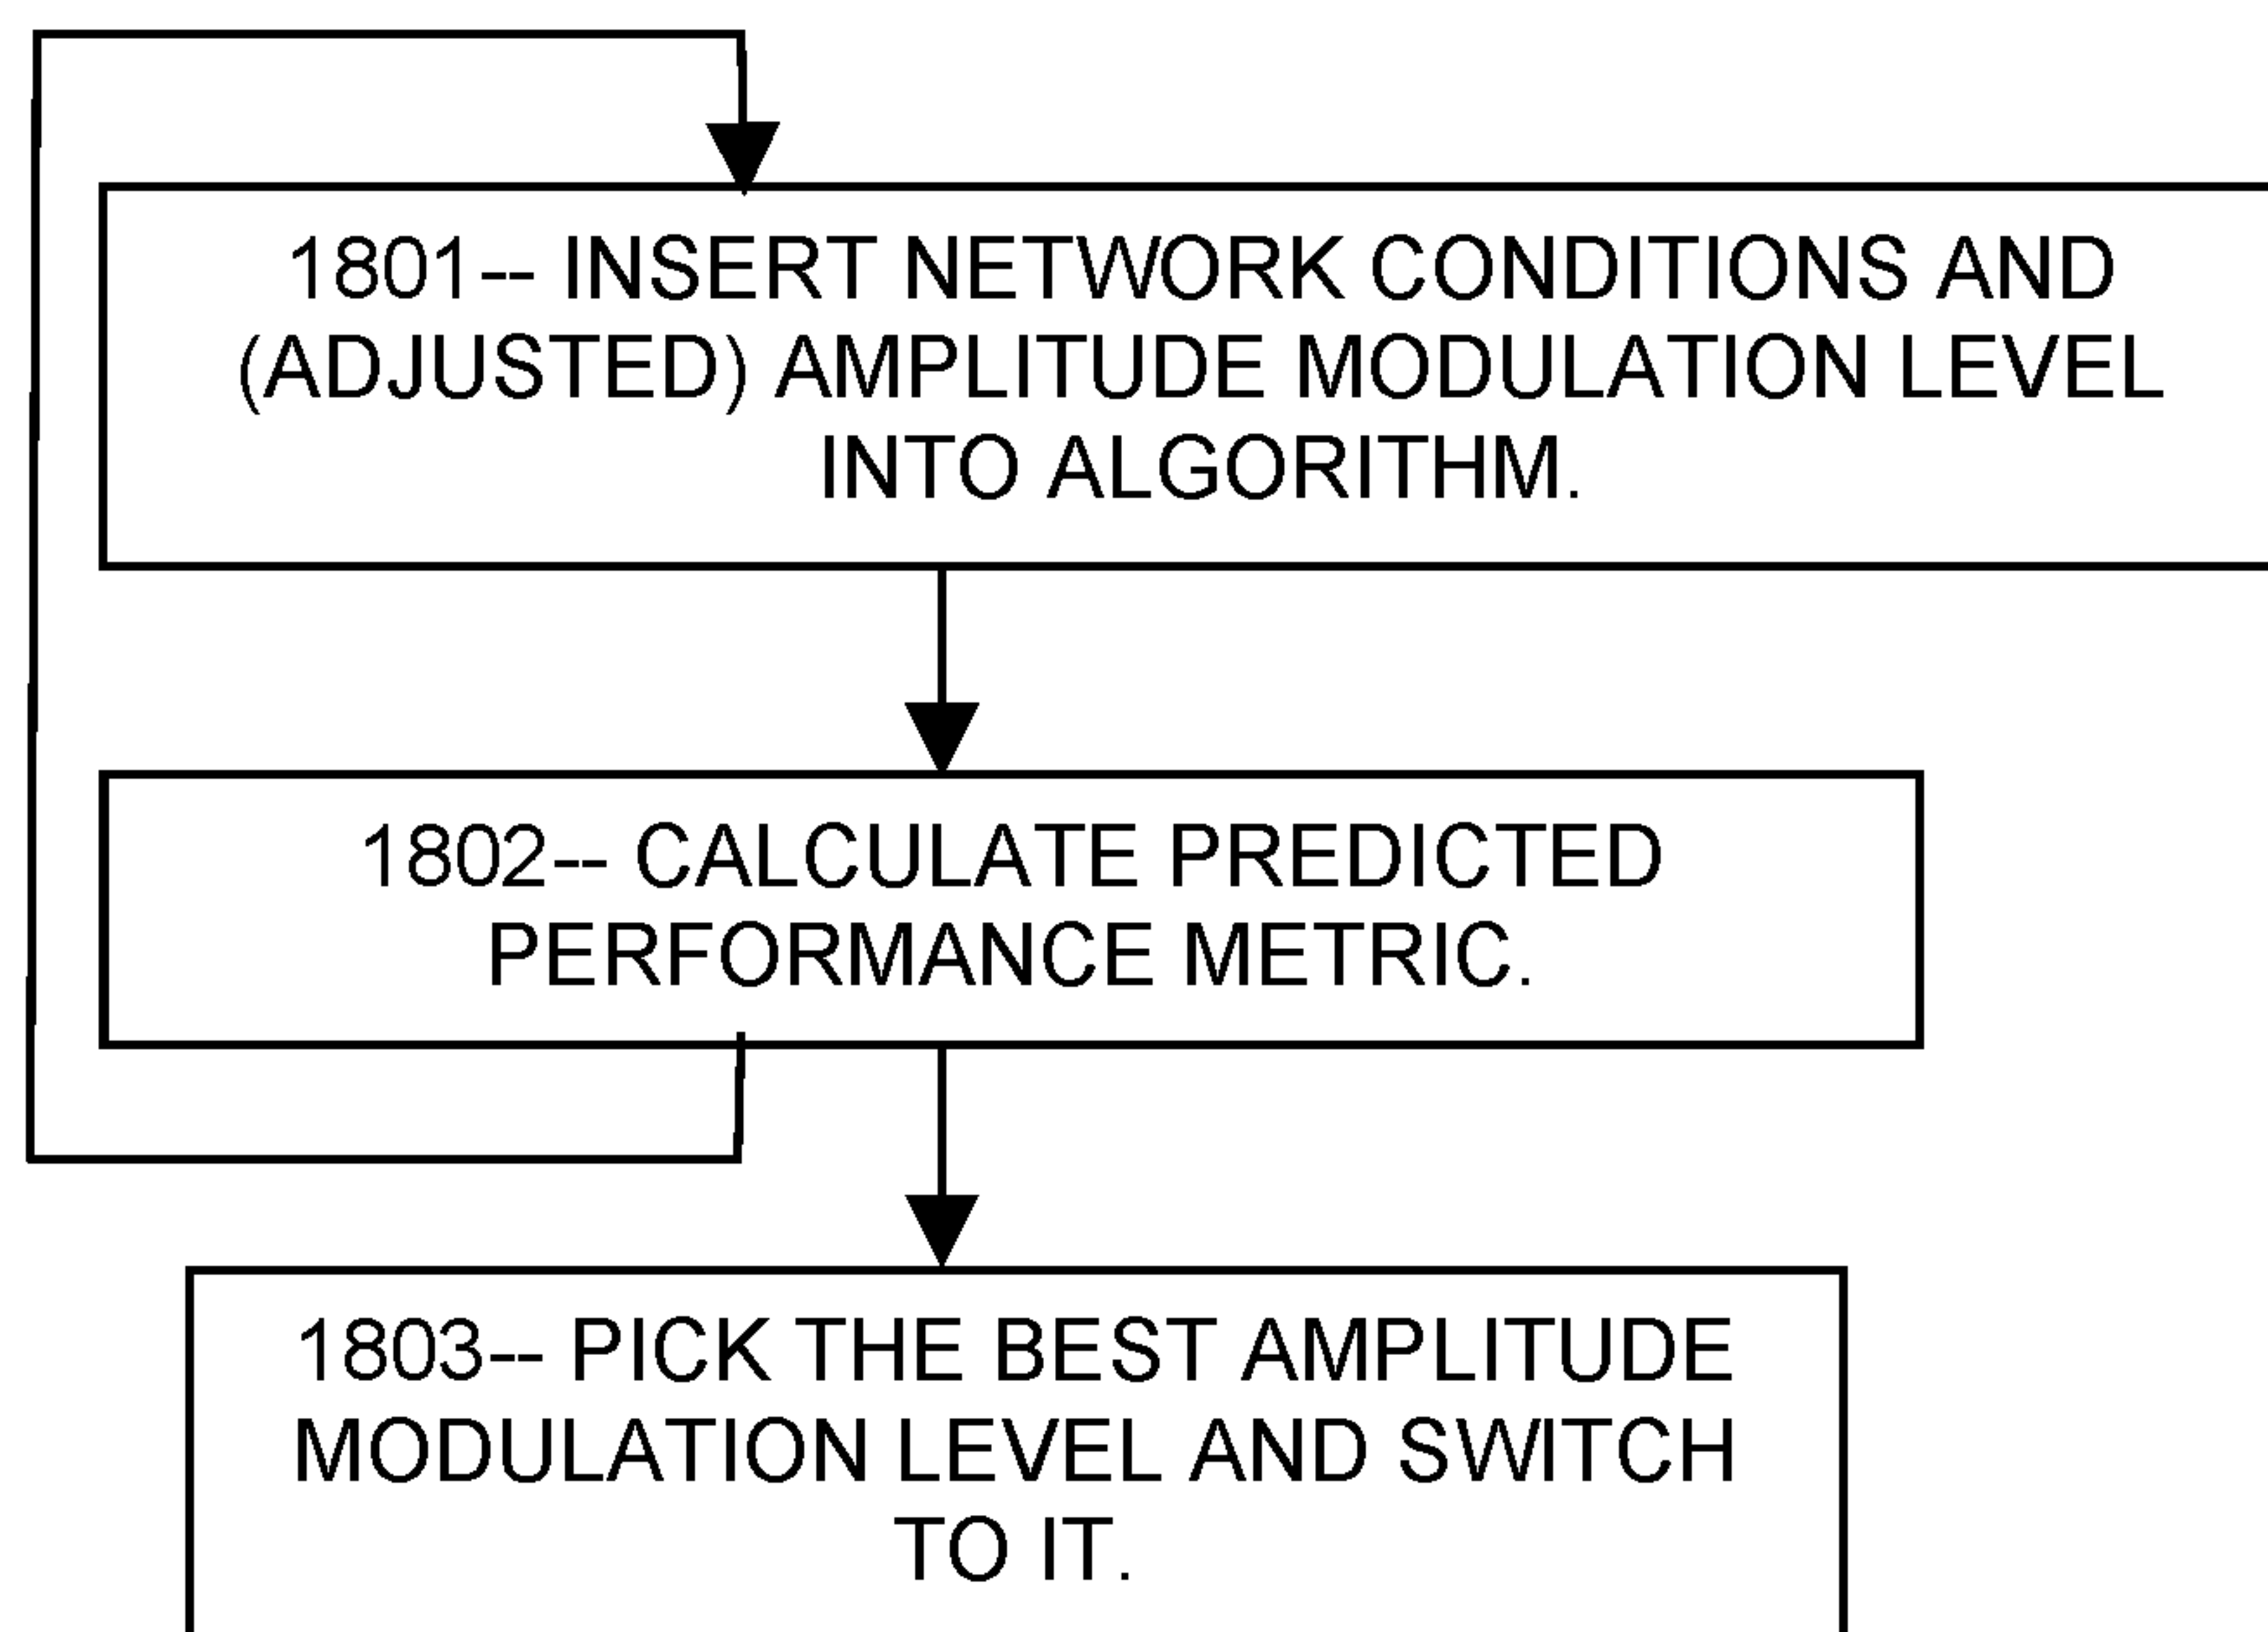 1801-- INSERT NETWORK CONDITIONS AND
(ADJUSTED) AMPLITUDE MODULATION LEVEL
INTO ALGORITHM.
1802-- CALCULATE PREDICTED
PERFORMANCE METRIC.
1803-- PICK THE BEST AMPLITUDE
MODULATION LEVEL AND SWITCH
TO IT.